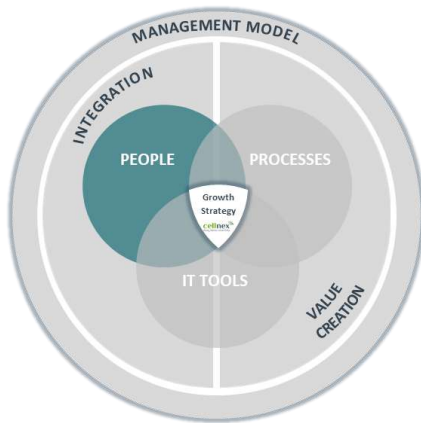 MANAGEMENT MODEL
INTEGRATION
PEOPLE
PROCESSES
Growth
Strategy
cellnex
IT TOOLS
VALUE
CREATION